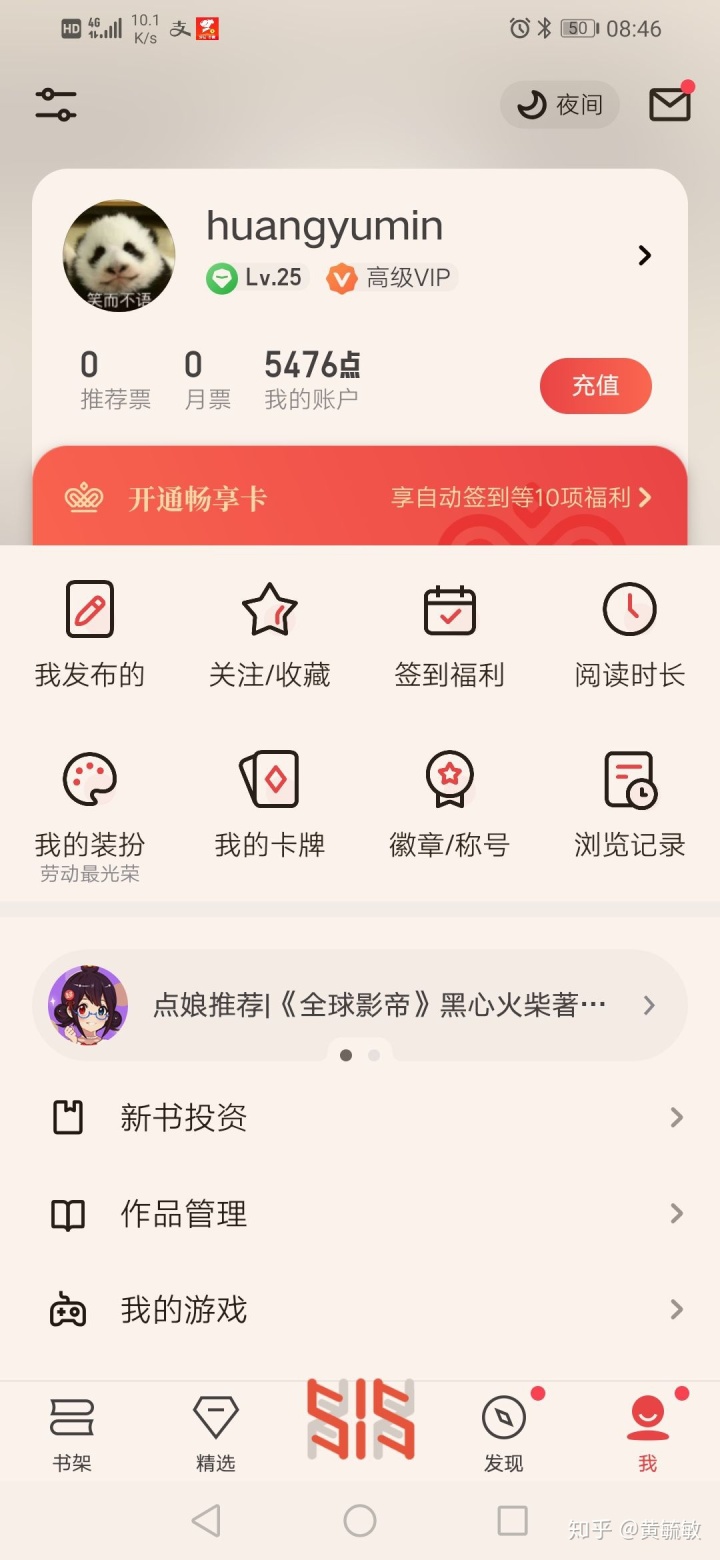 HD 4G 10.1 K/s 支 50 08:46
夜间
huangyumin
笑而不语
Lv.25 高级VIP
0 0 5476点
推荐票 月票 我的账户
充值
开通畅享卡 享自动签到等10项福利
我发布的 关注/收藏 签到福利 阅读时长
我的装扮 我的卡牌 徽章/称号 浏览记录
劳动最光荣
点娘推荐|《全球影帝》黑心火柴著…
新书投资
作品管理
我的游戏
书架 精选 发现 我
知乎 @黄毓敏